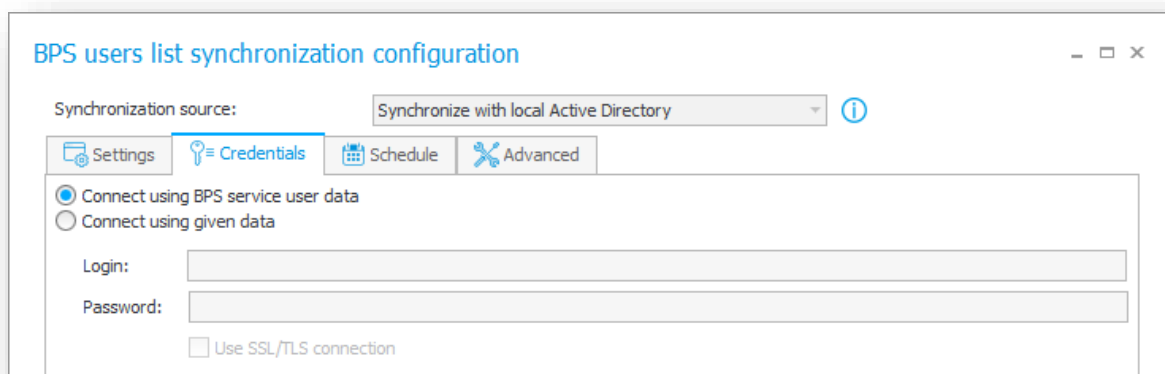 BPS users list synchronization configuration
Synchronization source: Synchronize with local Active Directory
Settings Credentials Schedule Advanced
Connect using BPS service user data
Connect using given data
Login:
Password:
Use SSL/TLS connection